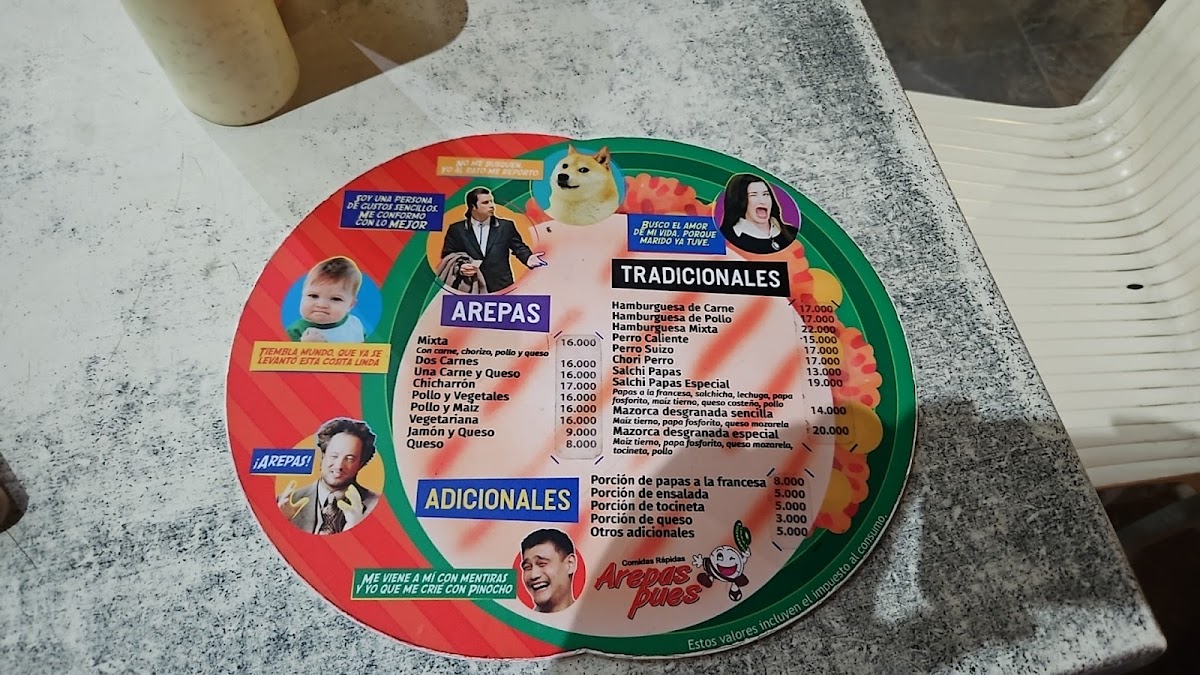 NO ME BUSQUEN,
YO AL RATO ME REPORTO
SOY UNA PERSONA
DE GUSTOS SENCILLOS.
ME CONFORMO
CON LO MEJOR
BUSCO EL AMOR
DE MI VIDA, PORQUE
MARIDO YA TUVE.
TIEMBLA MUNDO, QUE YA SE
LEVANTÓ ESTA COSITA LINDA
¡AREPAS!
AREPAS
Mixta 16.000
Con carne, chorizo, pollo y queso
Dos Carnes 16.000
Una Carne y Queso 16.000
Chicharrón 17.000
Pollo y Vegetales 16.000
Pollo y Maíz 16.000
Vegetariana 16.000
Jamón y Queso 9.000
Queso 8.000
TRADICIONALES
Hamburguesa de Carne 17.000
Hamburguesa de Pollo 17.000
Hamburguesa Mixta 22.000
Perro Caliente 15.000
Perro Suizo 17.000
Chori Perro 17.000
Salchi Papas 13.000
Salchi Papas Especial 19.000
Papas a la francesa, salchicha, lechuga, papa
fosforito, maíz tierno, queso costeño, pollo
Mazorca desgranada sencilla 14.000
Maíz tierno, papa fosforito, queso mozarela
Mazorca desgranada especial 20.000
Maíz tierno, papa fosforito, queso mozarela,
tocineta, pollo
ADICIONALES
Porción de papas a la francesa 8.000
Porción de ensalada 5.000
Porción de tocineta 5.000
Porción de queso 3.000
Otros adicionales 5.000
ME VIENE A MÍ CON MENTIRAS
Y YO QUE ME CRIE CON PINOCHO
Comidas Rápidas
Arepas
pues
Estos valores incluyen el impuesto al consumo.